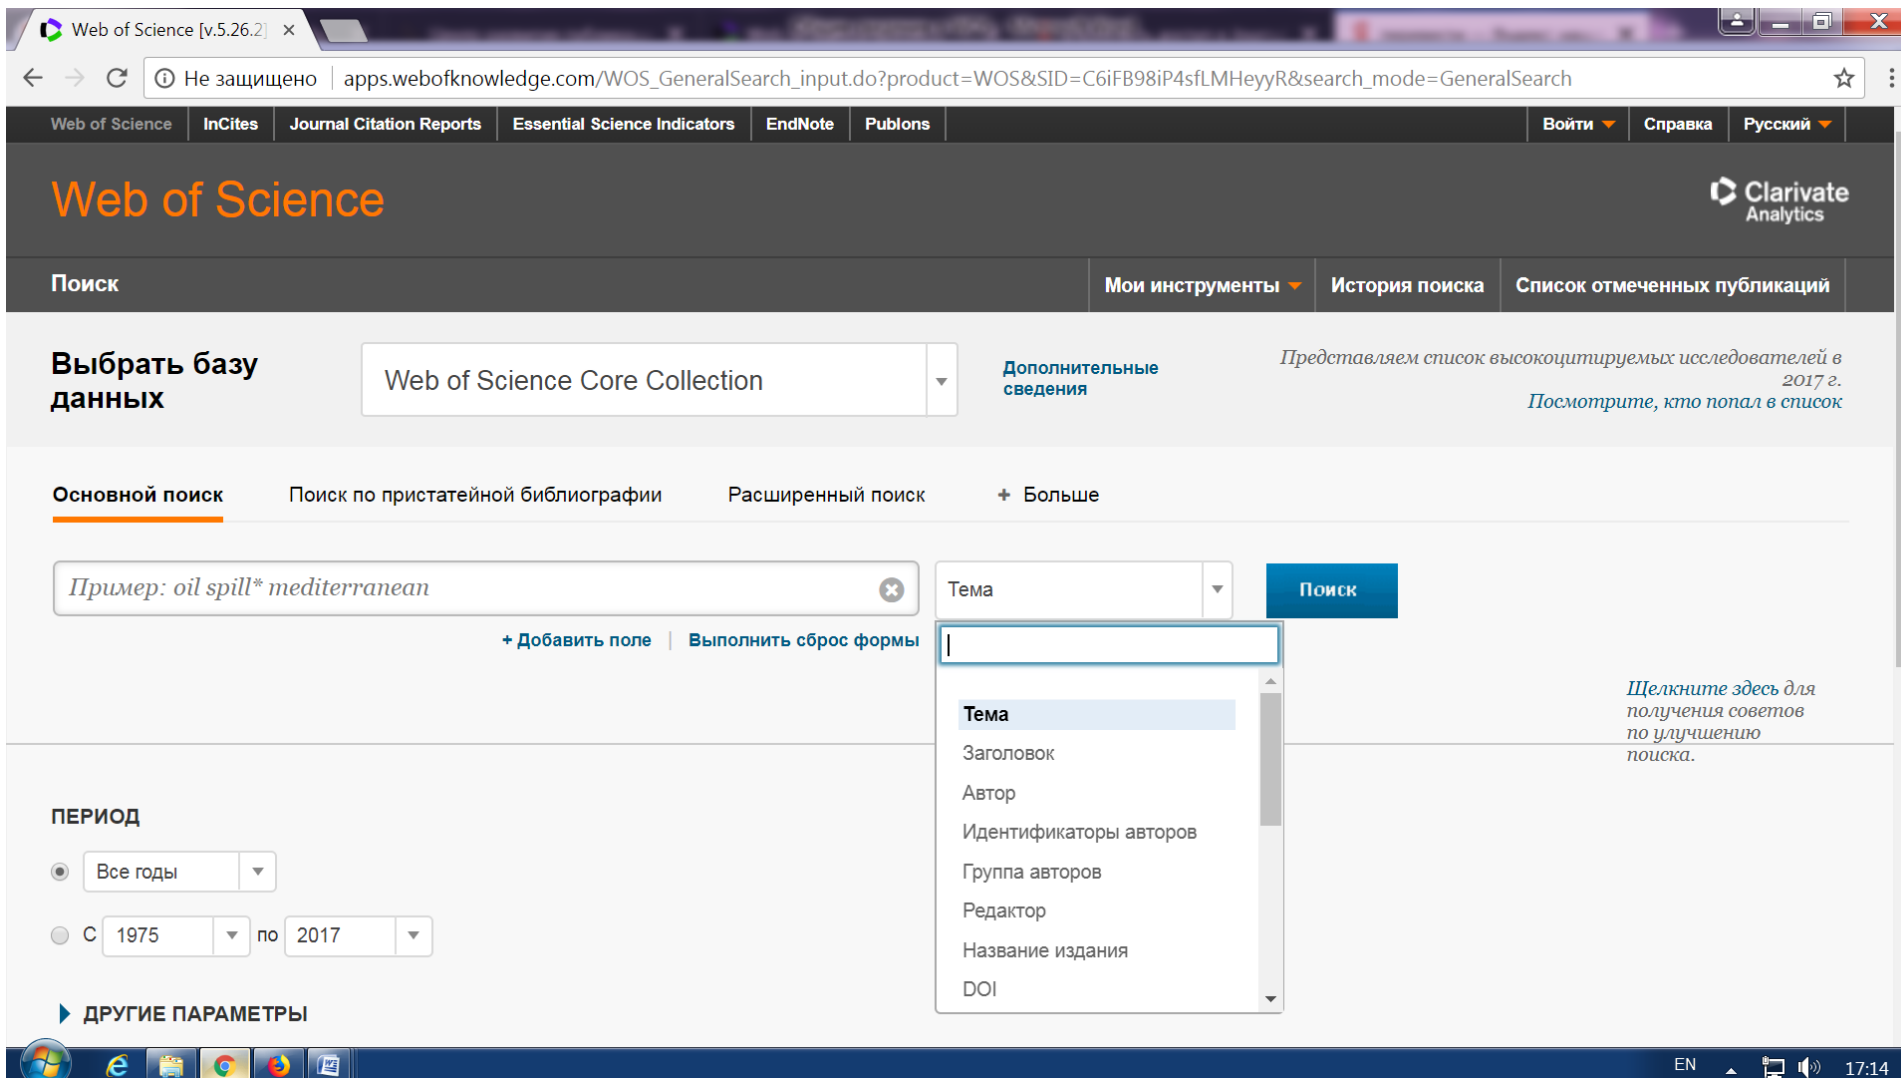 Web of Science [v.5.26.2]
Не защищено apps.webofknowledge.com/WOS_GeneralSearch_input.do?product=WOS&SID=C6iFB98iP4sfLMHeyyR&search_mode=GeneralSearch
Web of Science InCites Journal Citation Reports Essential Science Indicators EndNote Publons Войти Справка Русский
Web of Science
Clarivate
Analytics
Поиск Мои инструменты История поиска Список отмеченных публикаций
Выбрать базу
данных
Web of Science Core Collection
Дополнительные
сведения
Представляем список высокоцитируемых исследователей в
2017 г.
Посмотрите, кто попал в список
Основной поиск Поиск по пристатейной библиографии Расширенный поиск + Больше
Пример: oil spill* mediterranean Тема Поиск
+ Добавить поле | Выполнить сброс формы
Тема
Заголовок
Автор
Идентификаторы авторов
Группа авторов
Редактор
Название издания
DOI
Щелкните здесь для
получения советов
по улучшению
поиска.
ПЕРИОД
Все годы
С 1975 по 2017
ДРУГИЕ ПАРАМЕТРЫ
EN 17:14